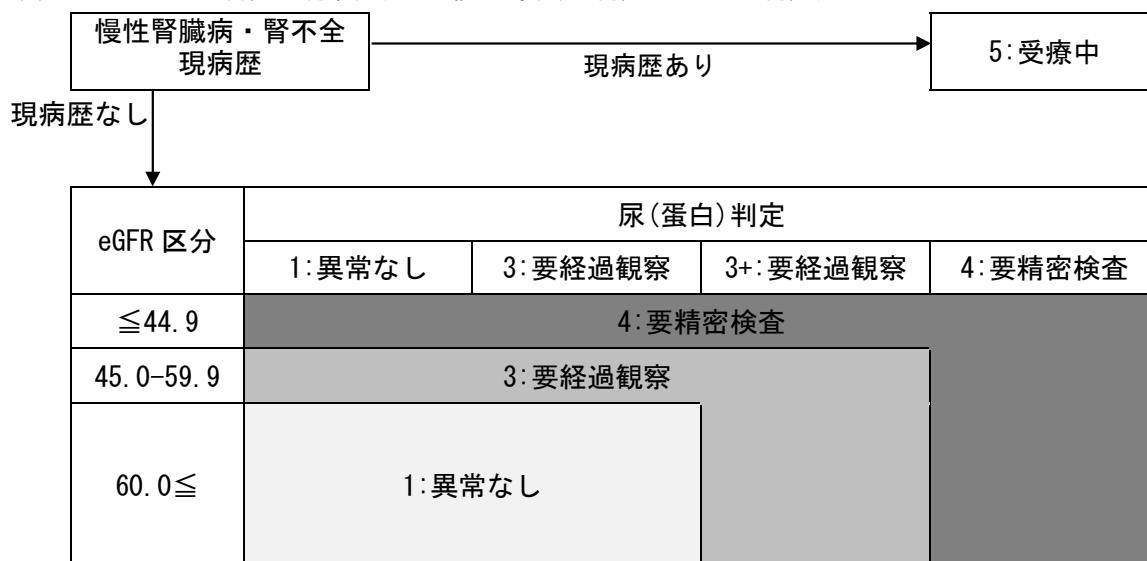 慢性腎臓病・腎不全
現病歴
現病歴あり
5:受療中
現病歴なし
eGFR 区分
尿(蛋白)判定
1:異常なし
3:要経過観察
3+:要経過観察
4:要精密検査
≦44.9
4:要精密検査
45.0-59.9
3:要経過観察
60.0≦
1:異常なし